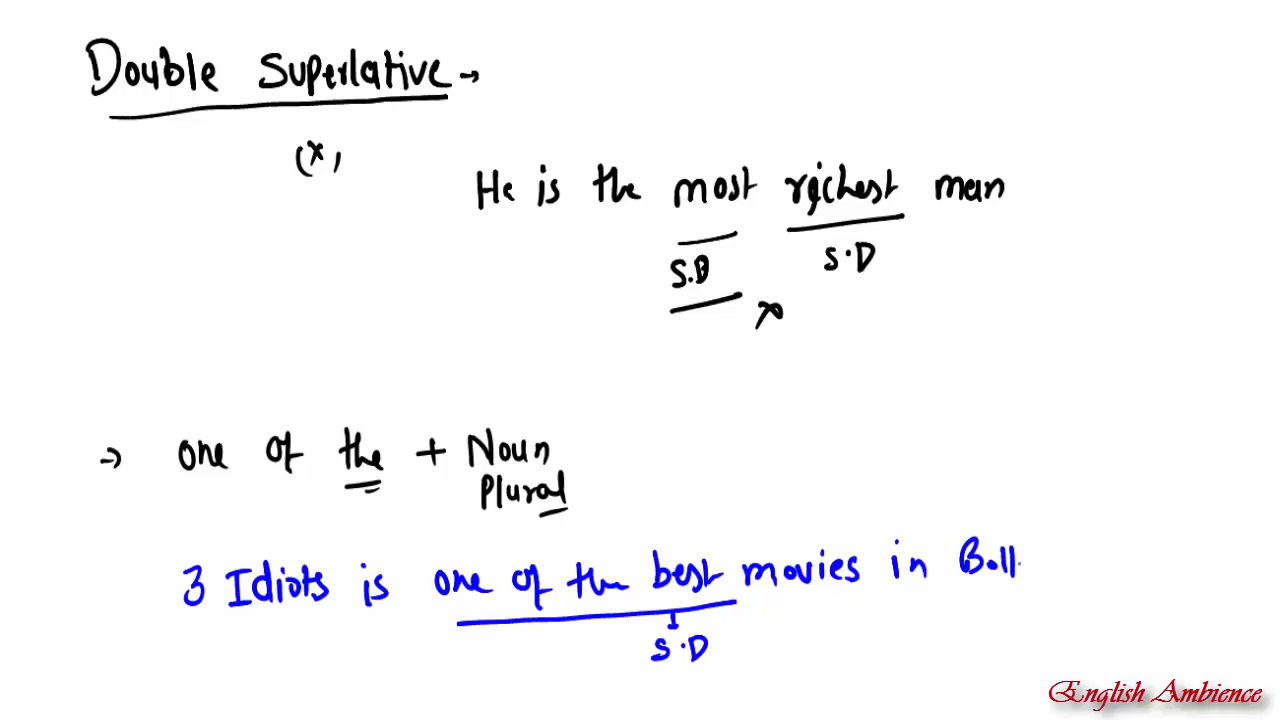 Double Superlative →
(x)
He is the most richest man
S.D S.D
x
→ one of the + Noun
Plural
3 Idiots is one of the best movies in Boll
S.D
English Ambience